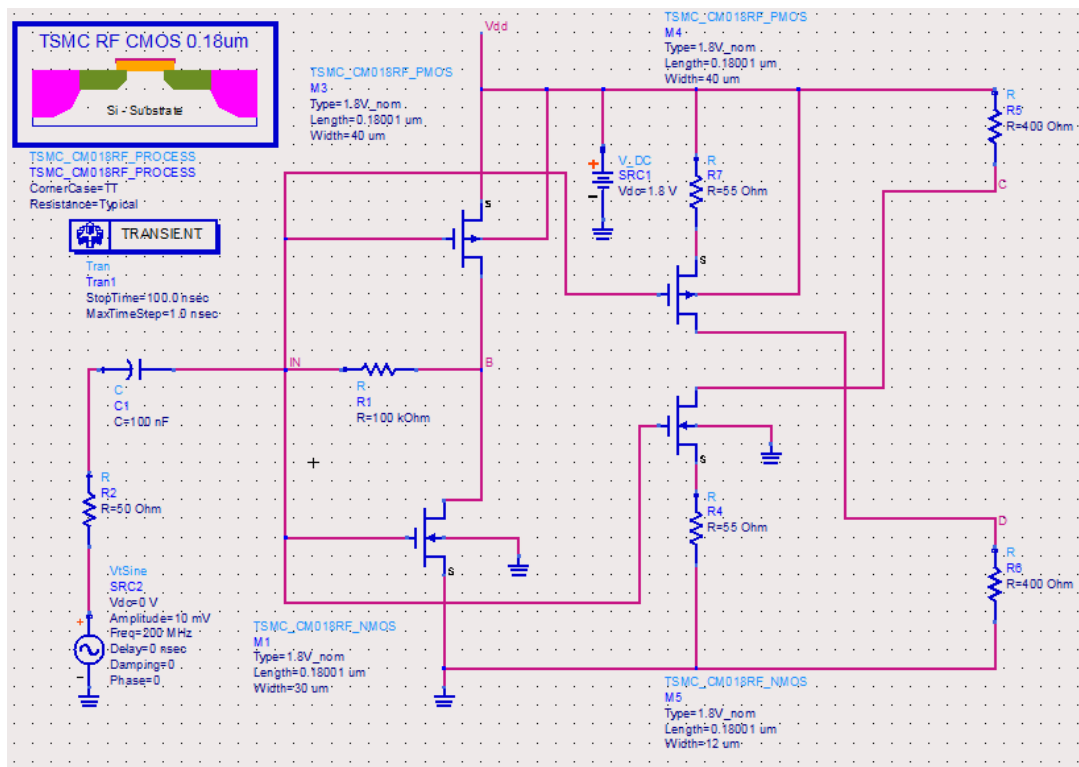 TSMC RF CMOS 0.18um
Si - Substrate
TSMC_CM018RF_PROCESS
TSMC_CM018RF_PROCESS
CornerCase=TT
Resistance=Typical
TRANSIENT
Tran
Tran1
StopTime=100.0 nsec
MaxTimeStep=1.0 nsec
C
C1
C=100 nF
R
R2
R=50 Ohm
VtSine
SRC2
Vdc=0 V
Amplitude=10 mV
Freq=200 MHz
Delay=0 nsec
Damping=0
Phase=0
TSMC_CM018RF_PMOS
M3
Type=1.8V_nom
Length=0.18001 um
Width=40 um
Vdd
S
IN
R
R1
R=100 kOhm
B
S
TSMC_CM018RF_NMOS
M1
Type=1.8V_nom
Length=0.18001 um
Width=30 um
TSMC_CM018RF_PMOS
M4
Type=1.8V_nom
Length=0.18001 um
Width=40 um
V_DC
SRC1
Vdc=1.8 V
R
R7
R=55 Ohm
S
R
R5
R=400 Ohm
C
S
R
R4
R=55 Ohm
D
R
R6
R=400 Ohm
TSMC_CM018RF_NMOS
M5
Type=1.8V_nom
Length=0.18001 um
Width=12 um